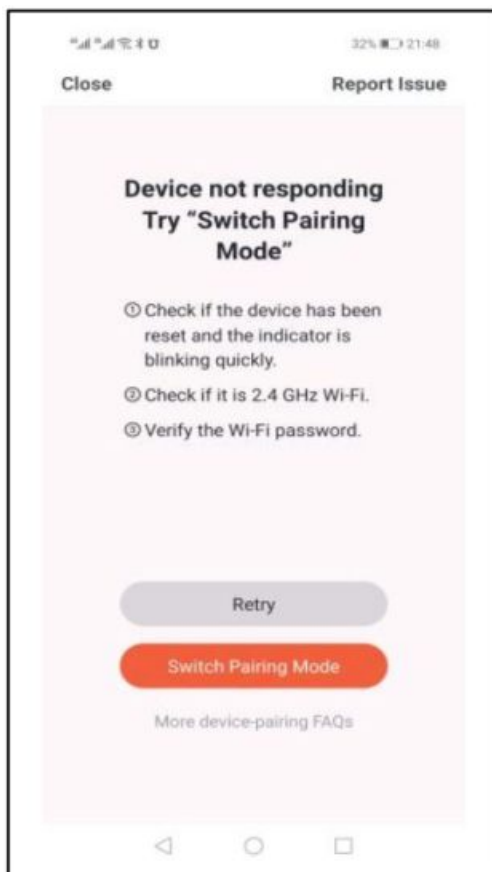 32% 21:48
Close
Report Issue
Device not responding
Try “Switch Pairing
Mode”
① Check if the device has been
reset and the indicator is
blinking quickly.
② Check if it is 2.4 GHz Wi-Fi.
③ Verify the Wi-Fi password.
Retry
Switch Pairing Mode
More device-pairing FAQs